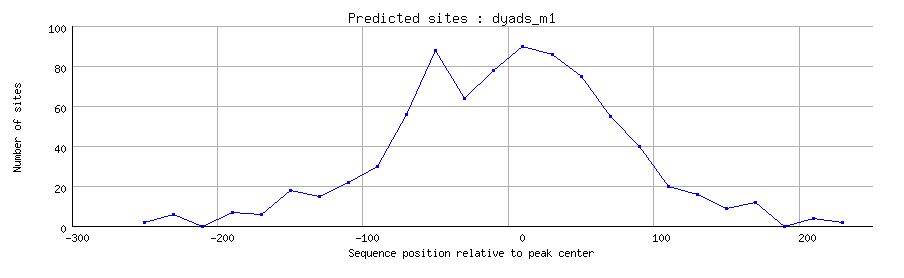 Predicted sites : dyads_m1
100
80
60
40
20
0
Number of sites
-300 -200 -100 0 100 200
Sequence position relative to peak center